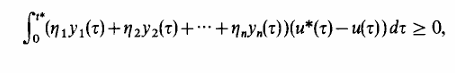 ∫₀^{t*} (η₁y₁(τ)+η₂y₂(τ)+ ⋯ +ηₙyₙ(τ))(u*(τ)−u(τ)) dτ ≥ 0,